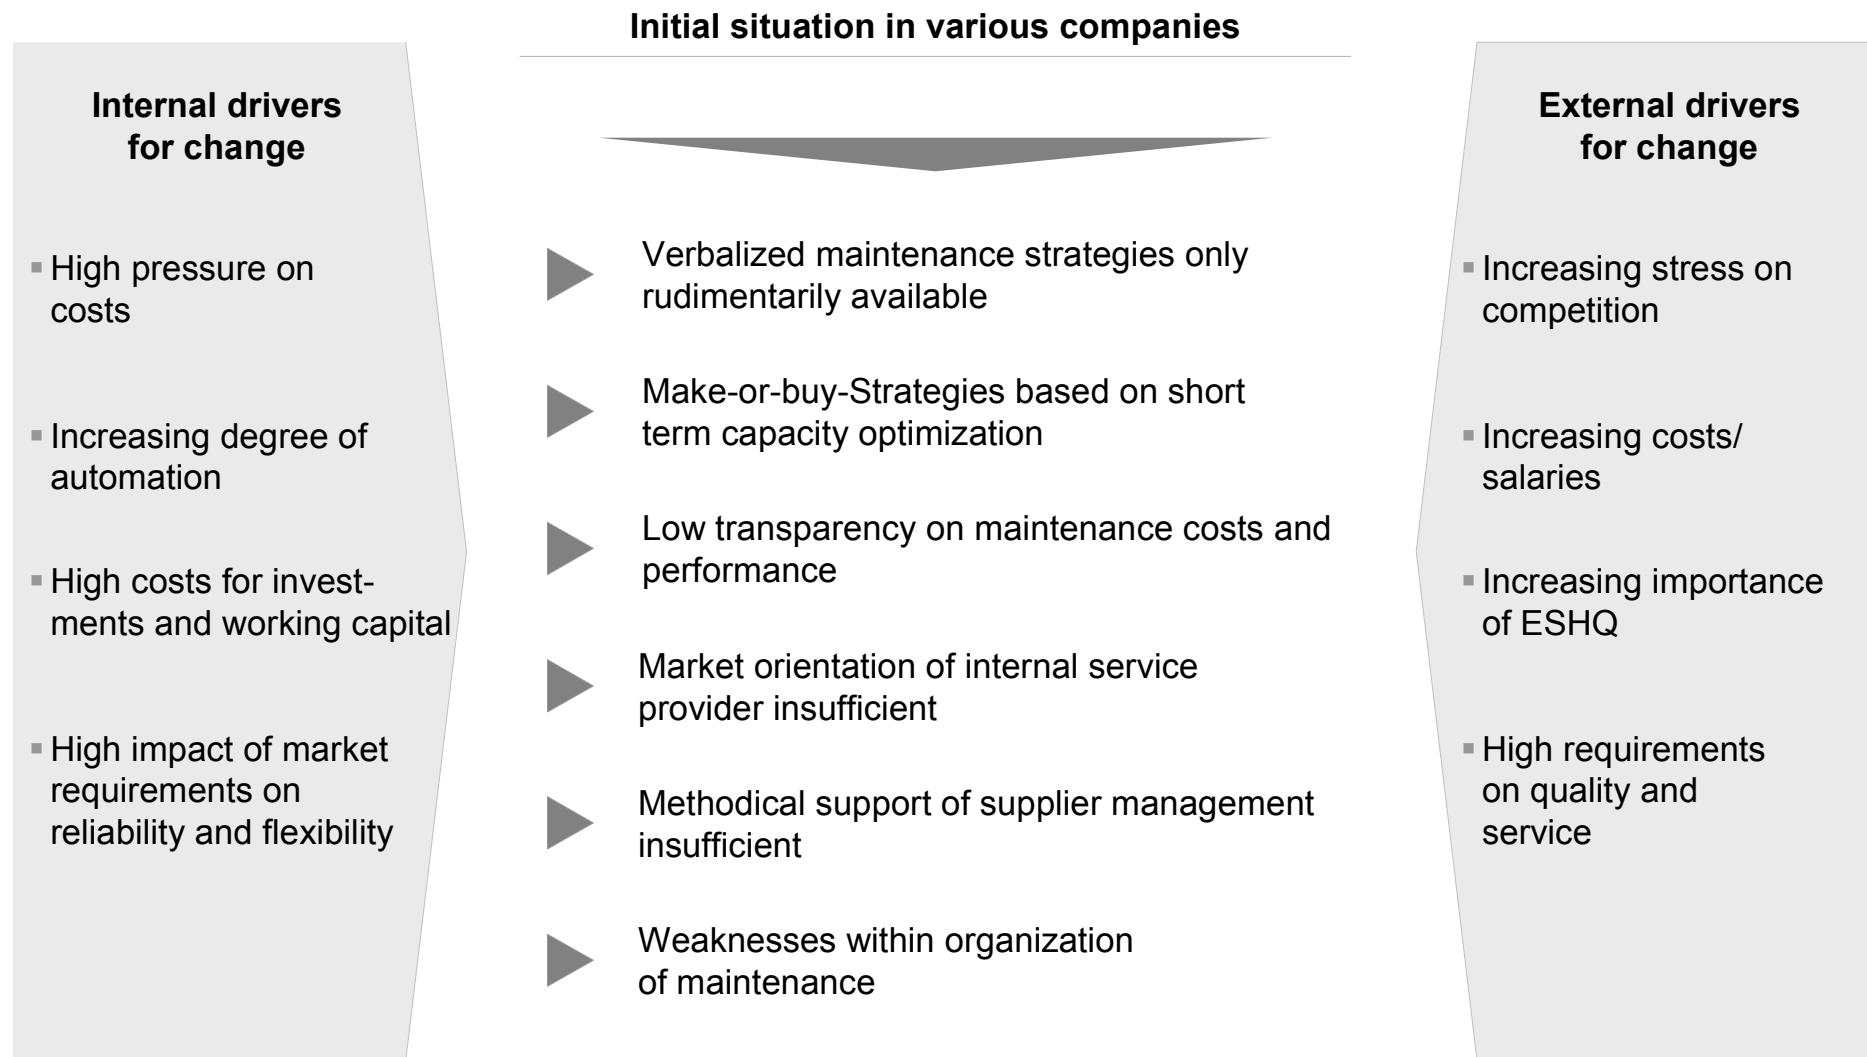 Initial situation in various companies
Internal drivers
for change
High pressure on
costs
Increasing degree of
automation
High costs for invest-
ments and working capital
High impact of market
requirements on
reliability and flexibility
Verbalized maintenance strategies only
rudimentarily available
Make-or-buy-Strategies based on short
term capacity optimization
Low transparency on maintenance costs and
performance
Market orientation of internal service
provider insufficient
Methodical support of supplier management
insufficient
Weaknesses within organization
of maintenance
External drivers
for change
Increasing stress on
competition
Increasing costs/
salaries
Increasing importance
of ESHQ
High requirements
on quality and
service